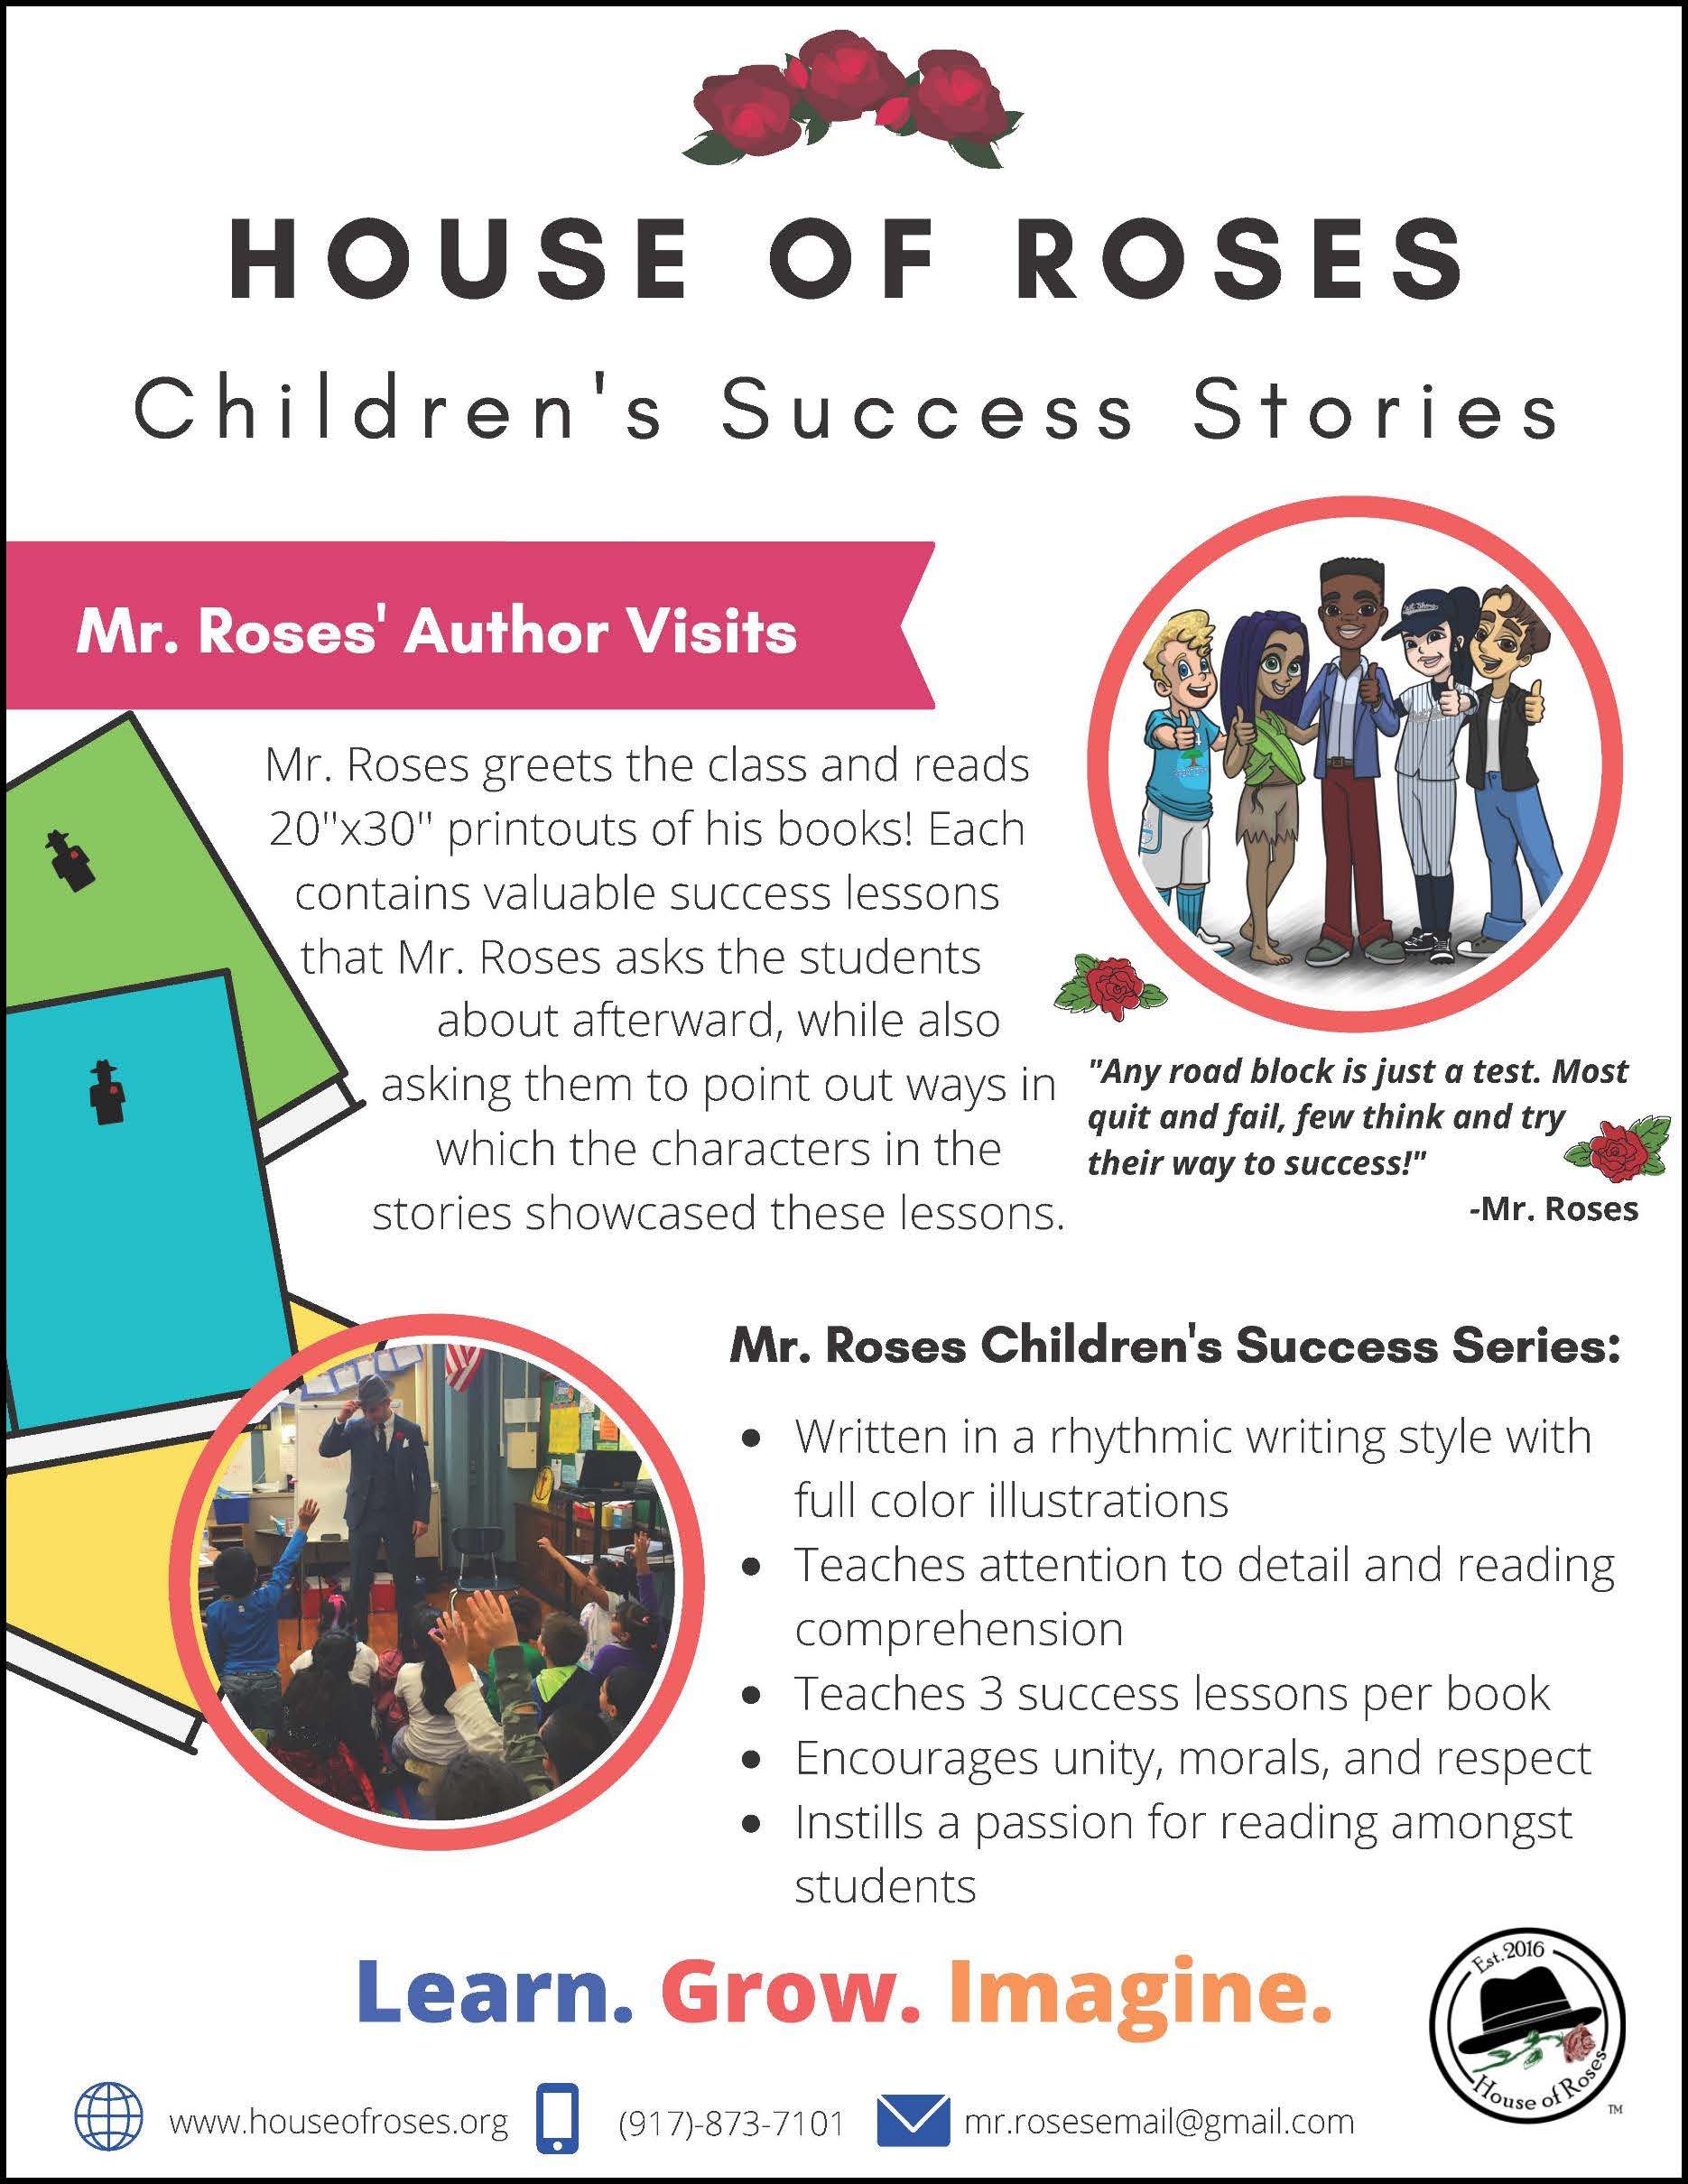 HOUSE OF ROSES
Children's Success Stories
Mr. Roses' Author Visits
Mr. Roses greets the class and reads
20"x30" printouts of his books! Each
contains valuable success lessons
that Mr. Roses asks the students
about afterward, while also
asking them to point out ways in
which the characters in the
stories showcased these lessons.
"Any road block is just a test. Most
quit and fail, few think and try
their way to success!"
-Mr. Roses
Mr. Roses Children's Success Series:
• Written in a rhythmic writing style with
full color illustrations
• Teaches attention to detail and reading
comprehension
• Teaches 3 success lessons per book
• Encourages unity, morals, and respect
• Instills a passion for reading amongst
students
Learn. Grow. Imagine.
Est. 2016
House of Roses
TM
www.houseofroses.org
(917)-873-7101
mr.rosesemail@gmail.com